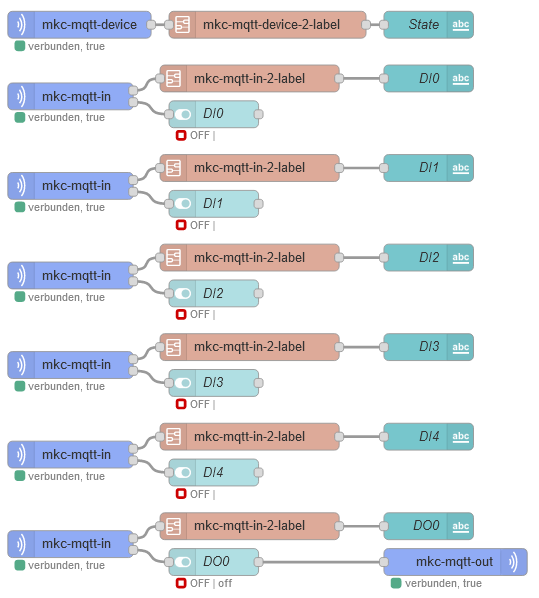 mkc-mqtt-device mkc-mqtt-device-2-label State abc
verbunden, true
mkc-mqtt-in-2-label DI0 abc
mkc-mqtt-in
DI0
verbunden, true
OFF |
mkc-mqtt-in-2-label DI1 abc
mkc-mqtt-in
DI1
verbunden, true
OFF |
mkc-mqtt-in-2-label DI2 abc
mkc-mqtt-in
DI2
verbunden, true
OFF |
mkc-mqtt-in-2-label DI3 abc
mkc-mqtt-in
DI3
verbunden, true
OFF |
mkc-mqtt-in-2-label DI4 abc
mkc-mqtt-in
DI4
verbunden, true
OFF |
mkc-mqtt-in-2-label DO0 abc
mkc-mqtt-in
DO0 mkc-mqtt-out
verbunden, true
OFF | off verbunden, true